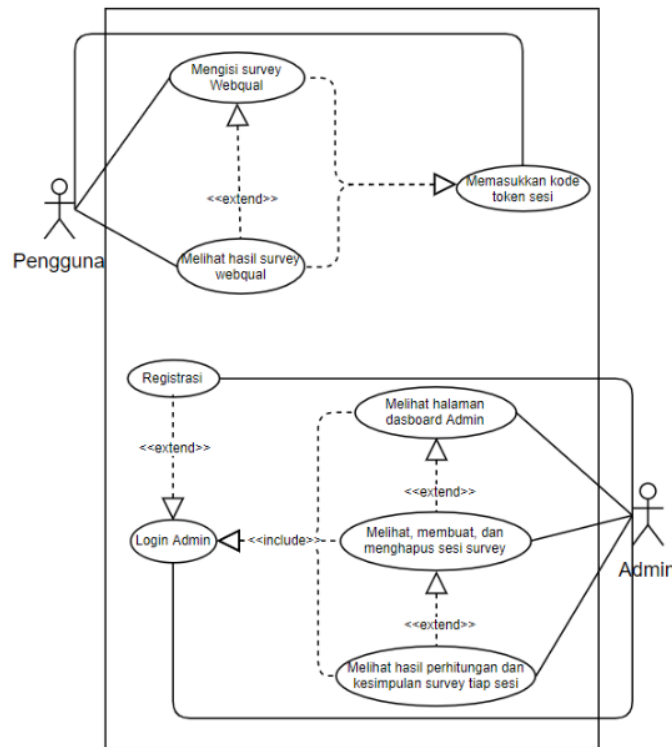 Mengisi survey
Webqual
<<extend>>
Memasukkan kode
token sesi
Pengguna
Melihat hasil survey
webqual
Registrasi
Melihat halaman
dasboard Admin
<<extend>>
<<extend>>
Login Admin
<<include>>
Melihat, membuat, dan
menghapus sesi survey
Admin
<<extend>>
Melihat hasil perhitungan dan
kesimpulan survey tiap sesi